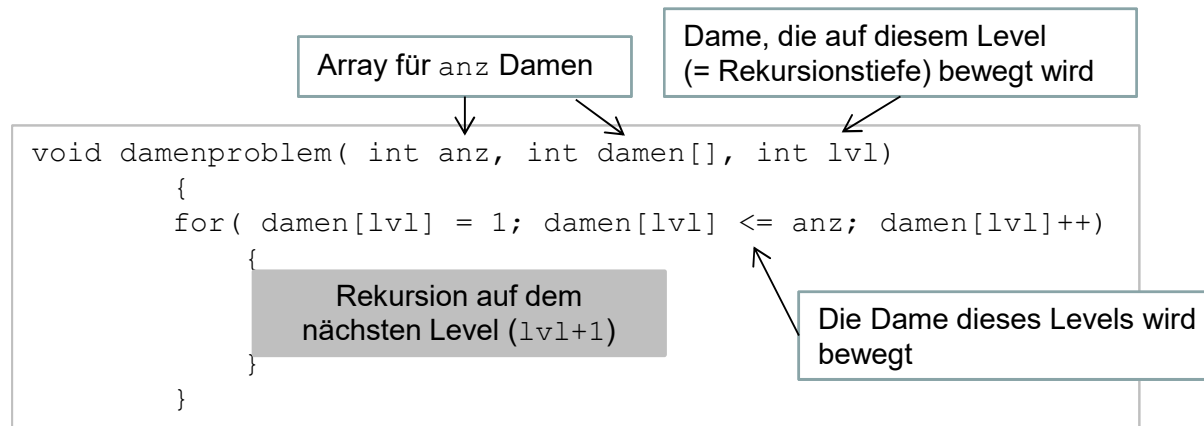 Array für anz Damen
Dame, die auf diesem Level
(= Rekursionstiefe) bewegt wird
void damenproblem( int anz, int damen[], int lvl)
{
for( damen[lvl] = 1; damen[lvl] <= anz; damen[lvl]++)
{
Rekursion auf dem
nächsten Level (lvl+1)
Die Dame dieses Levels wird
bewegt
}
}